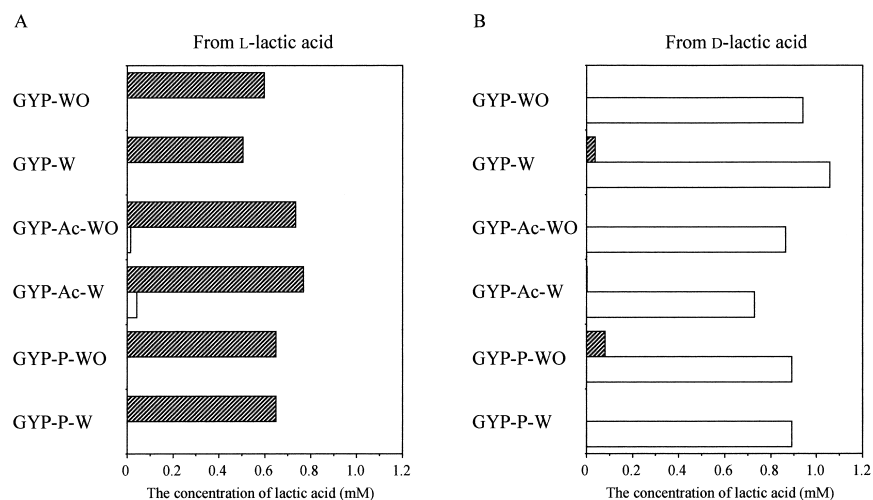 A
From L-lactic acid
GYP-WO
GYP-W
GYP-Ac-WO
GYP-Ac-W
GYP-P-WO
GYP-P-W
0 0.2 0.4 0.6 0.8 1.0 1.2
The concentration of lactic acid (mM)
B
From D-lactic acid
GYP-WO
GYP-W
GYP-Ac-WO
GYP-Ac-W
GYP-P-WO
GYP-P-W
0 0.2 0.4 0.6 0.8 1.0 1.2
The concentration of lactic acid (mM)